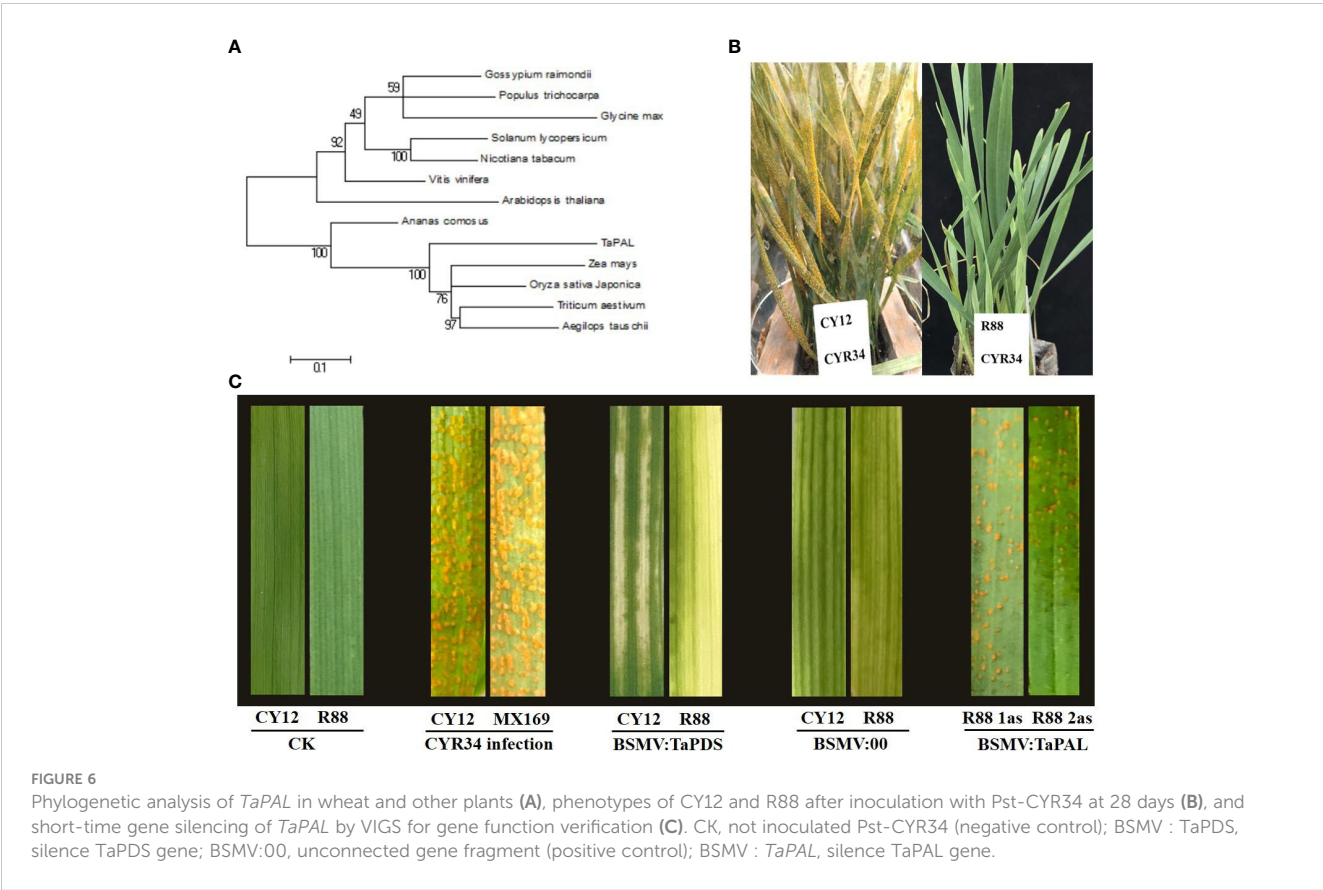 A
B
Gossypium raimondii
59
Populus trichocarpa
Glycine max
49
Solanum lycopersicum
92
100
Nicotiana tabacum
Vitis vinifera
Arabidopsis thaliana
Ananas comosus
100
TaPAL
100
Zea mays
Oryza sativa Japonica
76
Triticum aestivum
97
Aegilops tauschii
0.1
CY12
CYR34
R88
CYR34
C
CY12 R88
CK
CY12 MX169
CYR34 infection
CY12 R88
BSMV:TaPDS
CY12 R88
BSMV:00
R88 1as R88 2as
BSMV:TaPAL
FIGURE 6
Phylogenetic analysis of TaPAL in wheat and other plants (A), phenotypes of CY12 and R88 after inoculation with Pst-CYR34 at 28 days (B), and
short-time gene silencing of TaPAL by VIGS for gene function verification (C). CK, not inoculated Pst-CYR34 (negative control); BSMV : TaPDS,
silence TaPDS gene; BSMV:00, unconnected gene fragment (positive control); BSMV : TaPAL, silence TaPAL gene.